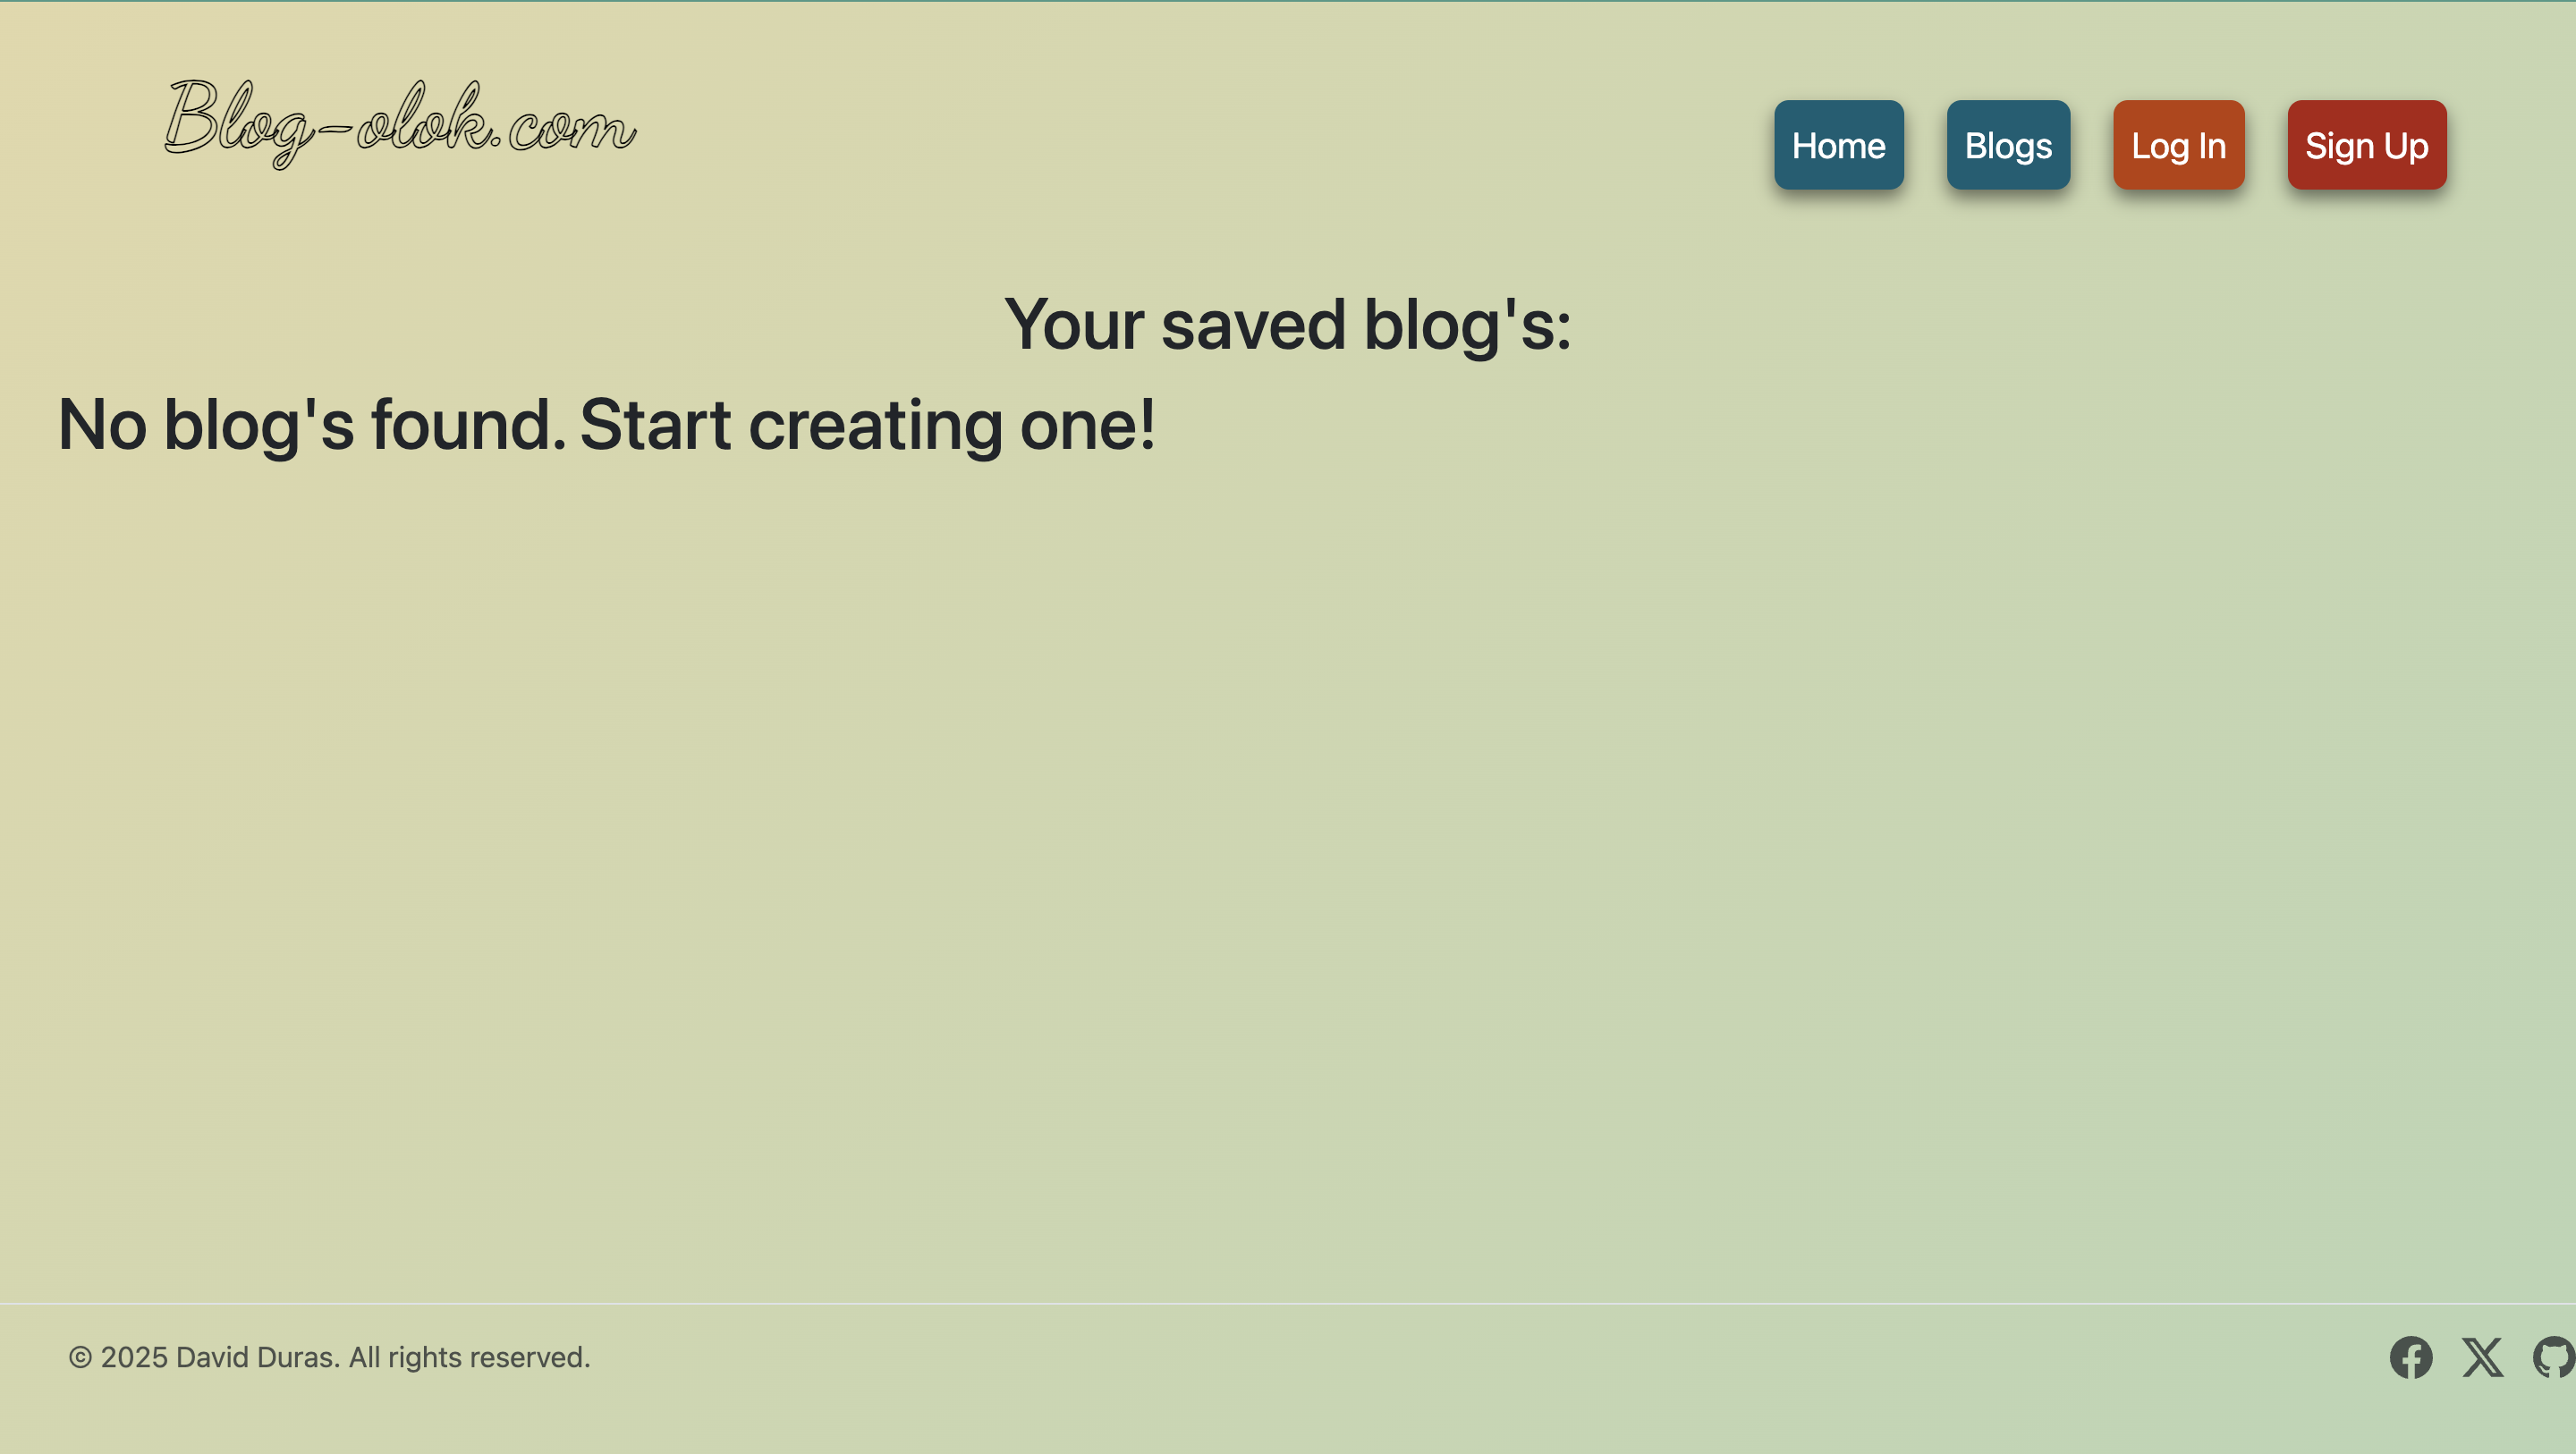 Blog-olok.com
Home Blogs Log In Sign Up
Your saved blog's:
No blog's found. Start creating one!
© 2025 David Duras. All rights reserved.